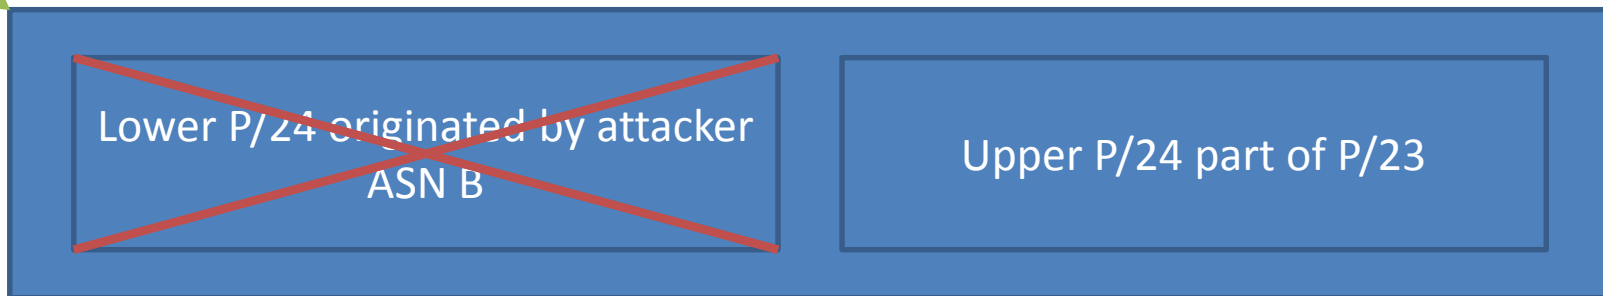 Lower P/24 originated by attacker
ASN B
Upper P/24 part of P/23